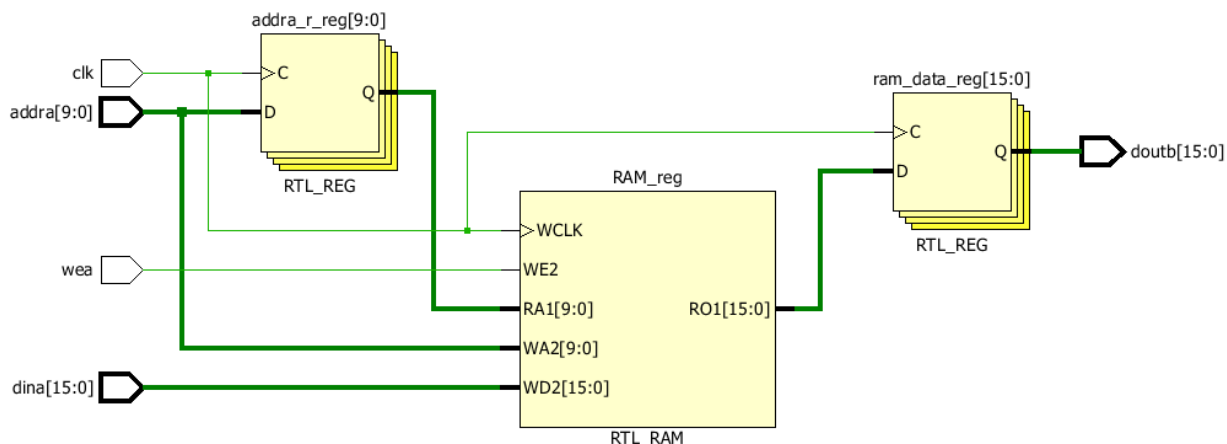 addra_r_reg[9:0]
clk
C
addra[9:0]
D
Q
RTL_REG
ram_data_reg[15:0]
C
D
Q
doutb[15:0]
RTL_REG
RAM_reg
WCLK
wea
WE2
RA1[9:0]
RO1[15:0]
WA2[9:0]
dina[15:0]
WD2[15:0]
RTL_RAM